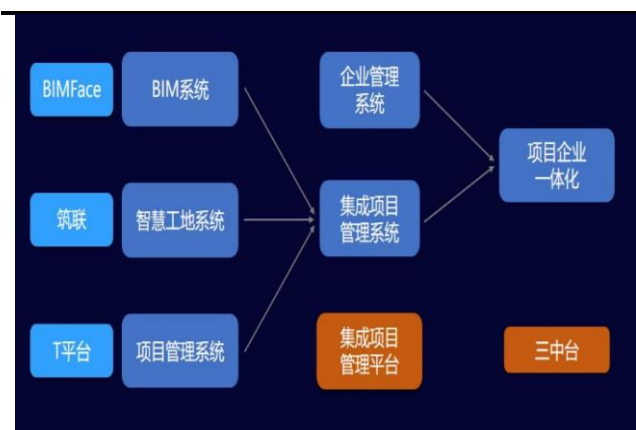 BIMFace
BIM系统
企业管理
系统
项目企业
一体化
筑联
智慧工地系统
集成项目
管理系统
T平台
项目管理系统
集成项目
管理平台
三中台